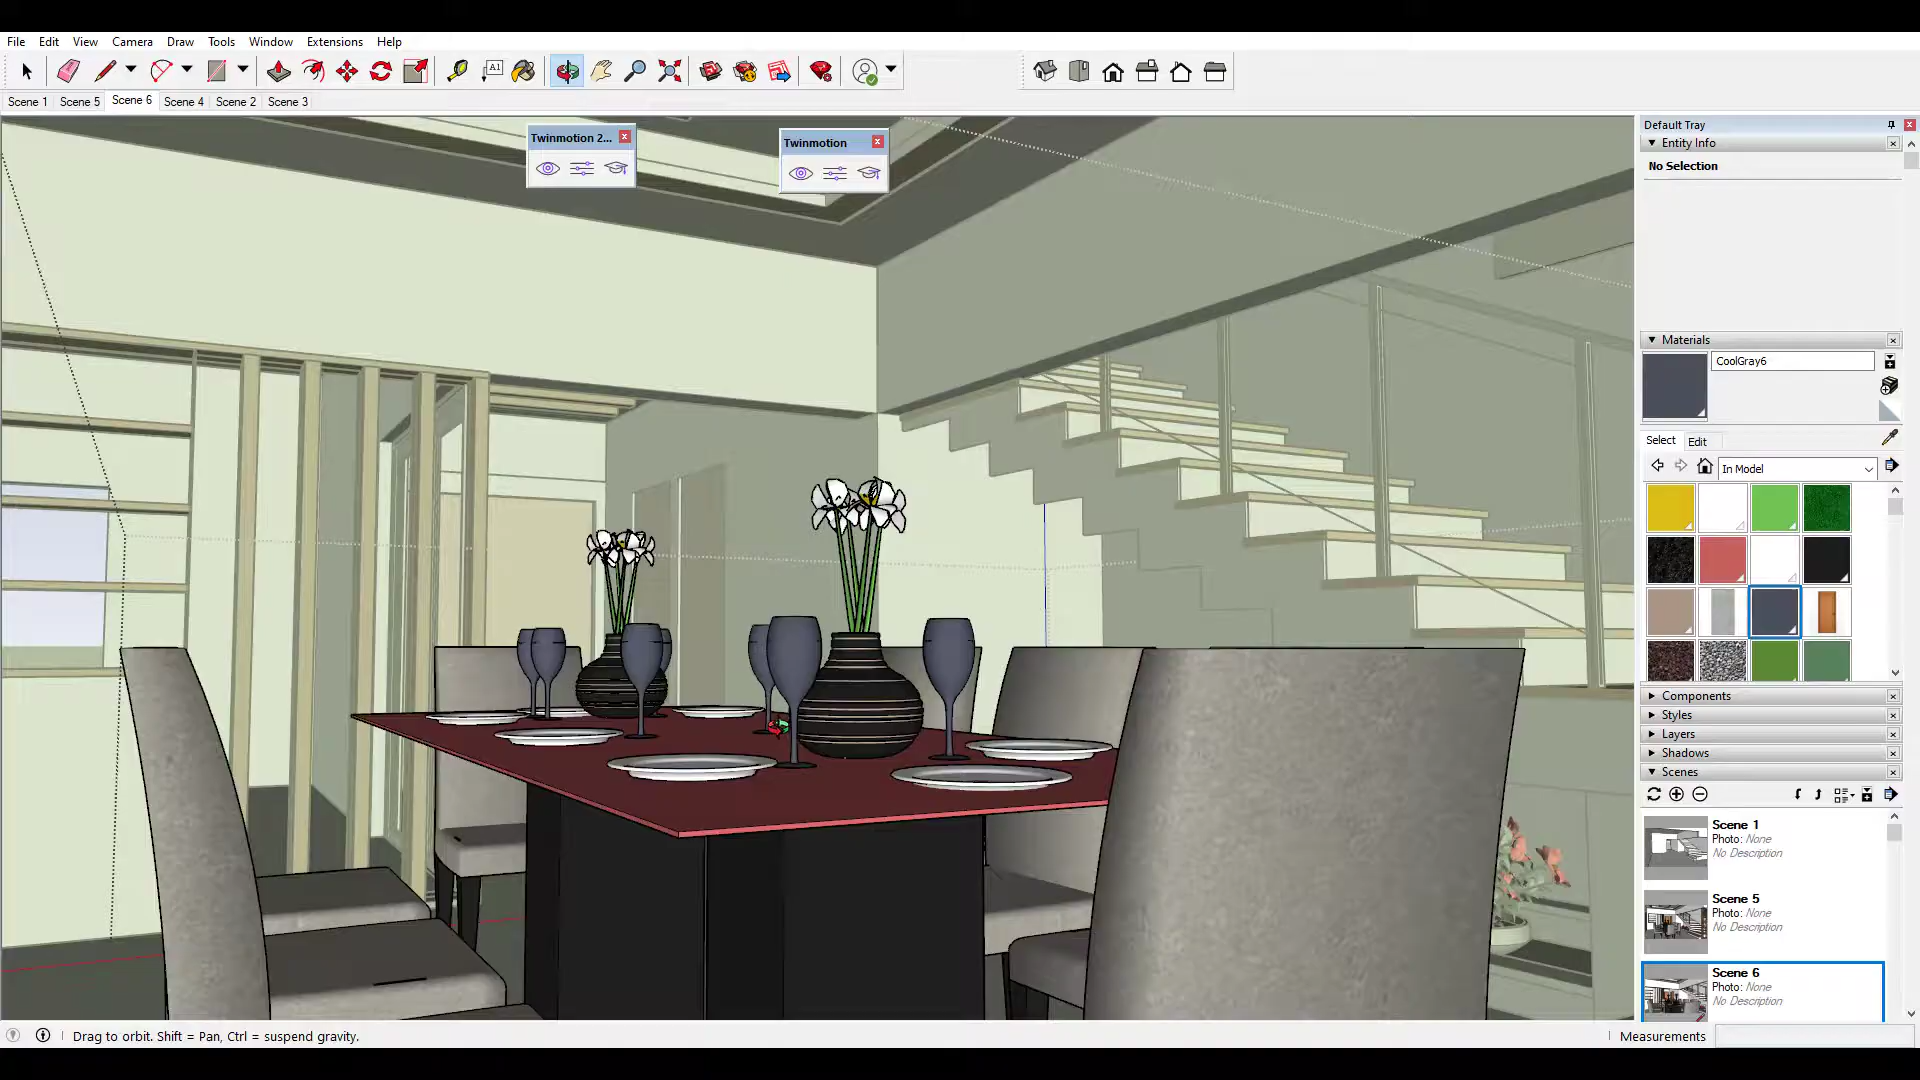 File Edit View Camera Draw Tools Window Extensions Help
A1
Scene 1 Scene 5 Scene 6 Scene 4 Scene 2 Scene 3
Twinmotion 2...
Twinmotion
Default Tray
Entity Info
No Selection
Materials
CoolGray6
Select Edit
In Model
Components
Styles
Layers
Shadows
Scenes
Scene 1
Photo: None
No Description
Scene 5
Photo: None
No Description
Scene 6
Photo: None
No Description
Drag to orbit. Shift = Pan, Ctrl = suspend gravity.
Measurements